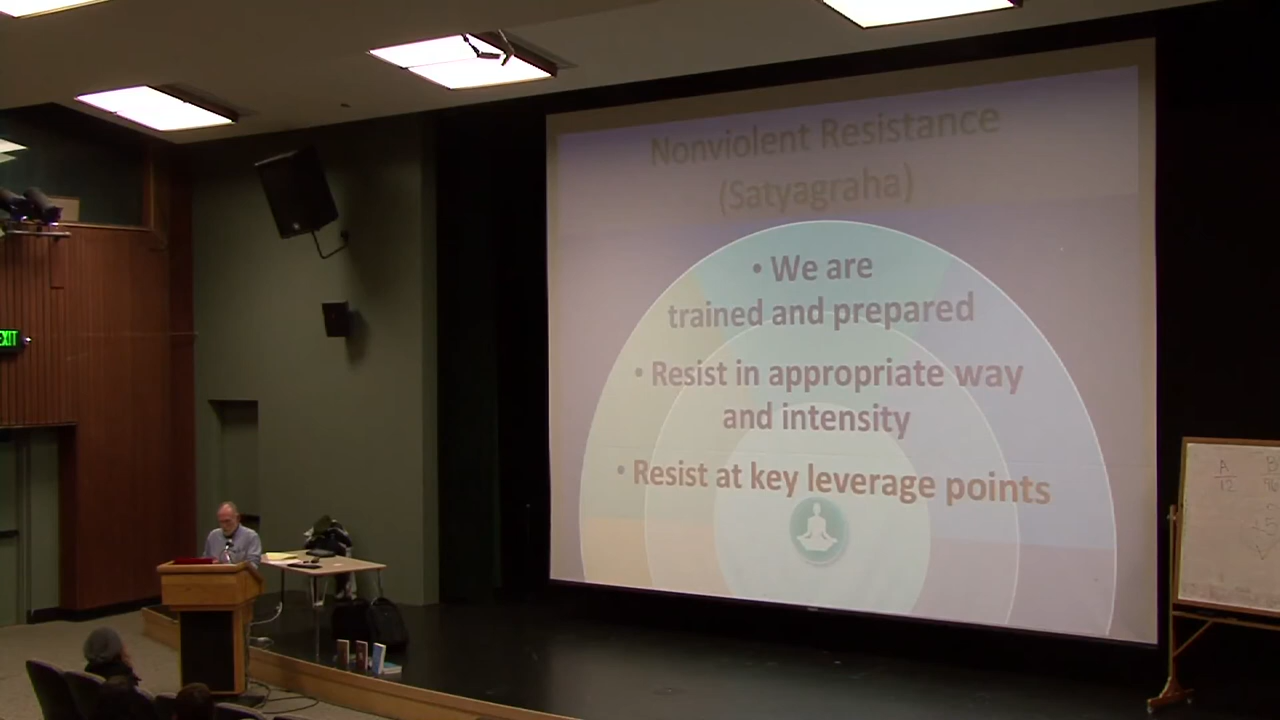 Nonviolent Resistance
(Satyagraha)
• We are
trained and prepared
• Resist in appropriate way
and intensity
• Resist at key leverage points
EXIT
A B
12